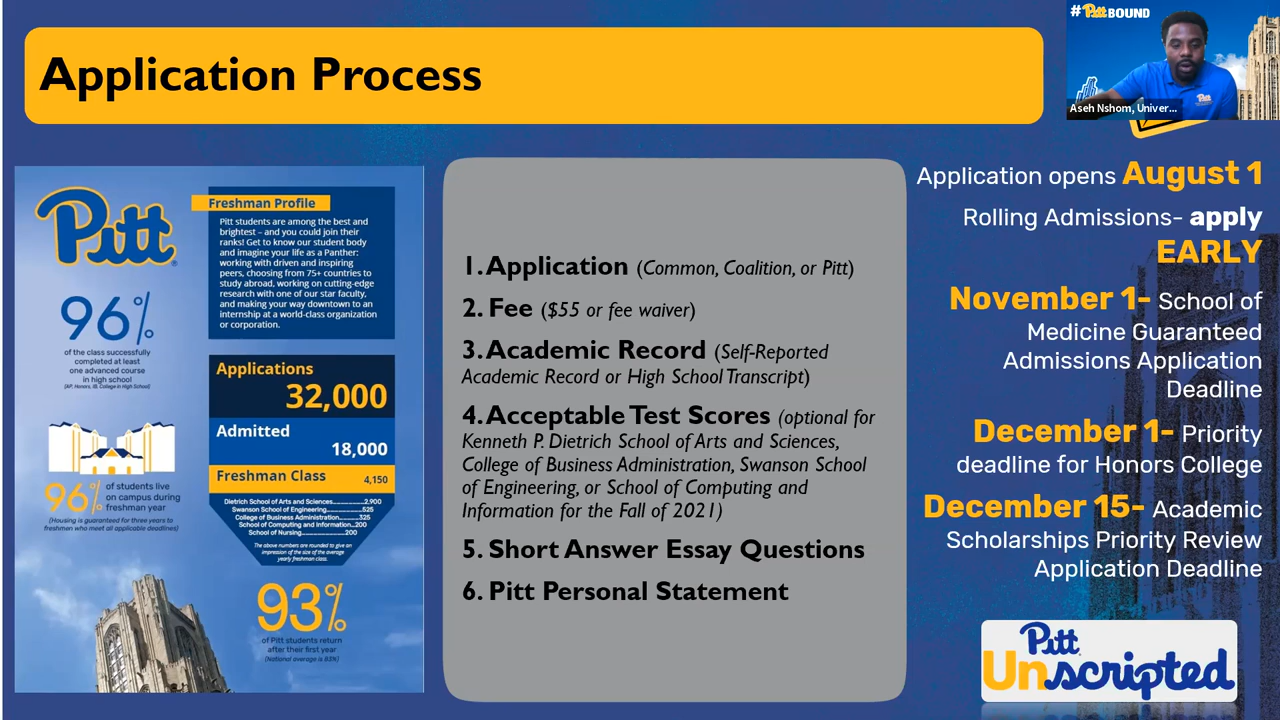 Application Process
#Pitt BOUND
Pitt
Aseh Nshom, Univer...
Pitt
96%
of the class successfully
completed at least
one advanced course
in high school
(AP, Honors, IB, College in High School)
96%
of students live
on campus during
freshman year
(Housing is guaranteed for three years to
freshmen who meet all applicable deadlines)
Freshman Profile
Pitt students are among the best and
brightest – and you could join their
ranks! Get to know our student body
and imagine your life as a Panther:
working with driven and inspiring
peers, choosing from 75+ countries to
study abroad, working on cutting-edge
research with one of our star faculty,
and making your way downtown to an
internship at a world-class organization
or corporation.
Applications
32,000
Admitted
18,000
Freshman Class 4,150
Dietrich School of Arts and Sciences..................2,900
Swanson School of Engineering...................525
College of Business Administration..............325
School of Computing and Information...200
School of Nursing..................200
The above numbers are rounded to give an
impression of the size of the average
yearly freshman class.
93%
of Pitt students return
after their first year
(National average is 83%)
1. Application (Common, Coalition, or Pitt)
2. Fee ($55 or fee waiver)
3. Academic Record (Self-Reported
Academic Record or High School Transcript)
4. Acceptable Test Scores (optional for
Kenneth P. Dietrich School of Arts and Sciences,
College of Business Administration, Swanson School
of Engineering, or School of Computing and
Information for the Fall of 2021)
5. Short Answer Essay Questions
6. Pitt Personal Statement
Application opens August 1
Rolling Admissions- apply
EARLY
November 1- School of
Medicine Guaranteed
Admissions Application
Deadline
December 1- Priority
deadline for Honors College
December 15- Academic
Scholarships Priority Review
Application Deadline
Pitt
Unscripted